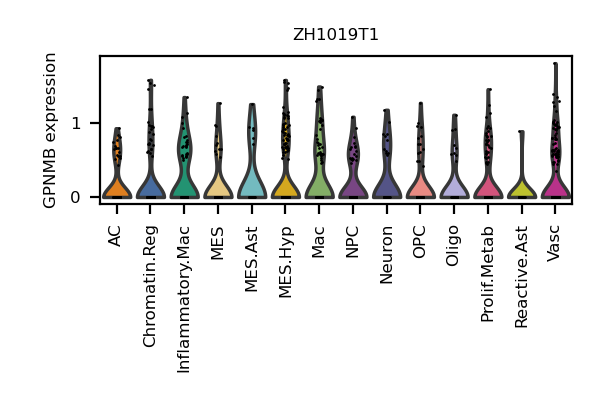 ZH1019T1
GPNMB expression
1
0
AC
Chromatin.Reg
Inflammatory.Mac
MES
MES.Ast
MES.Hyp
Mac
NPC
Neuron
OPC
Oligo
Prolif.Metab
Reactive.Ast
Vasc